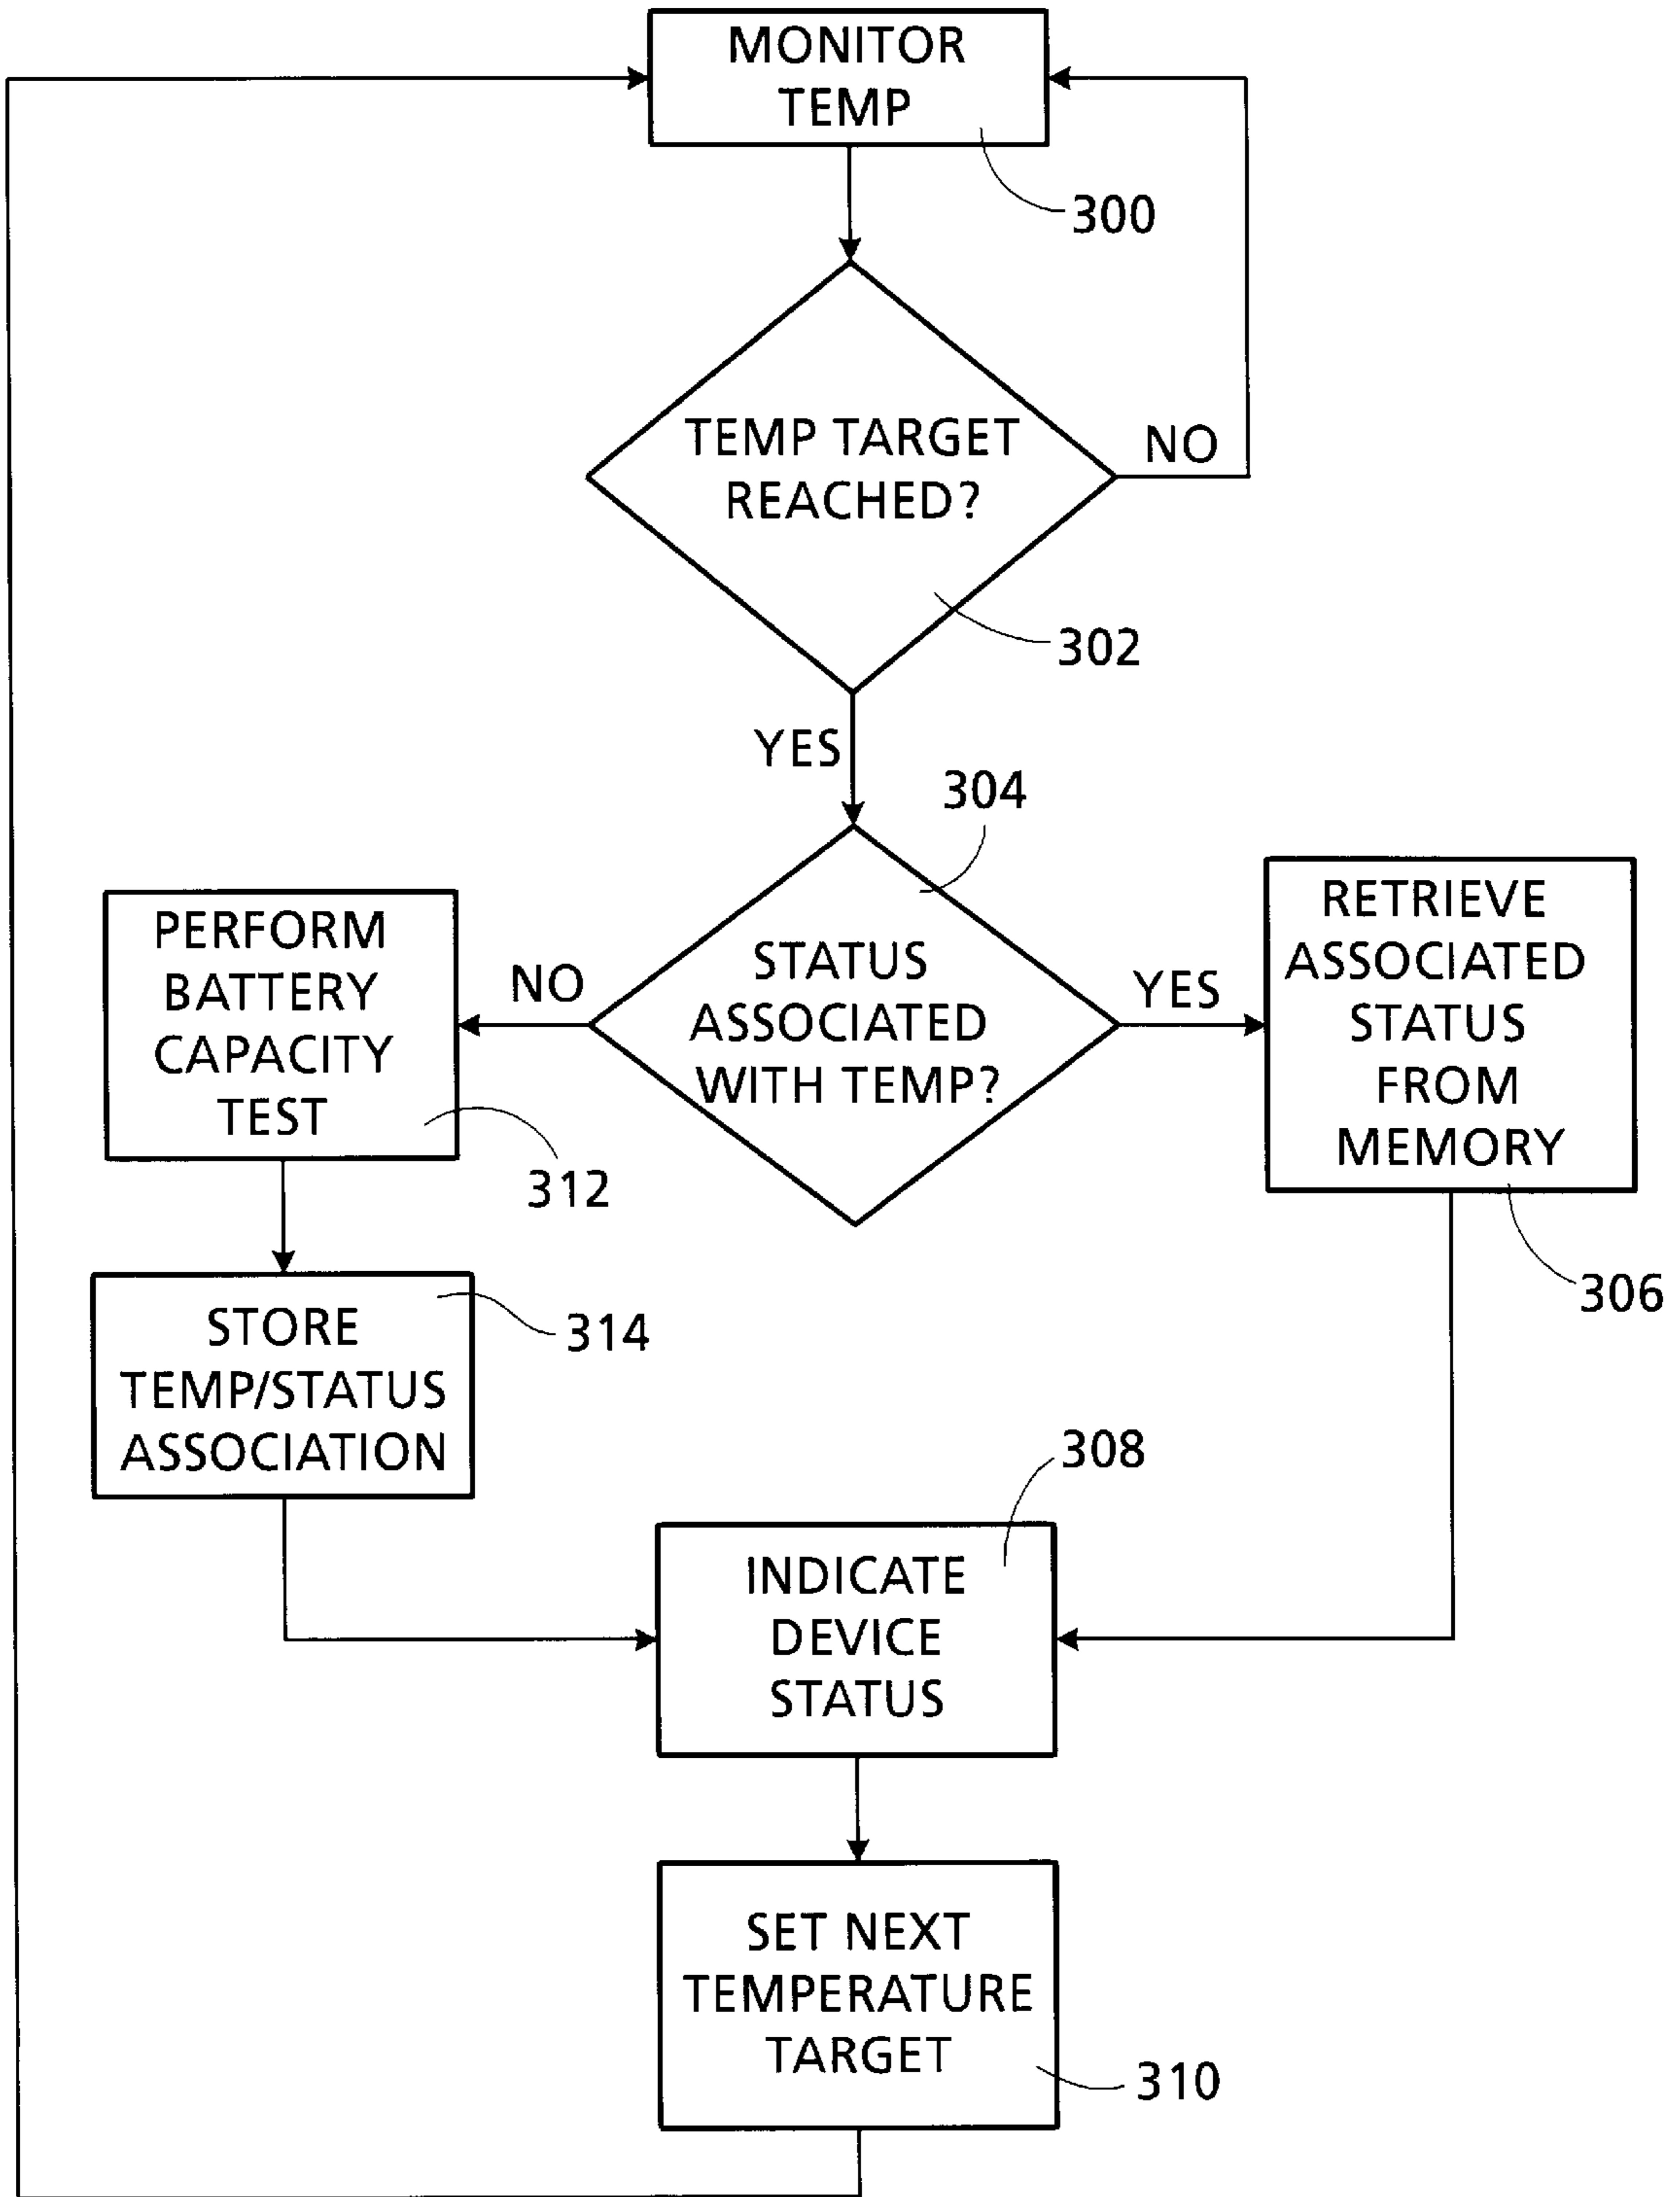 MONITOR
TEMP
300
TEMP TARGET
REACHED?
NO
302
YES
304
STATUS
ASSOCIATED
WITH TEMP?
NO
YES
PERFORM
BATTERY
CAPACITY
TEST
312
RETRIEVE
ASSOCIATED
STATUS
FROM
MEMORY
306
STORE
TEMP/STATUS
ASSOCIATION
314
308
INDICATE
DEVICE
STATUS
SET NEXT
TEMPERATURE
TARGET
310